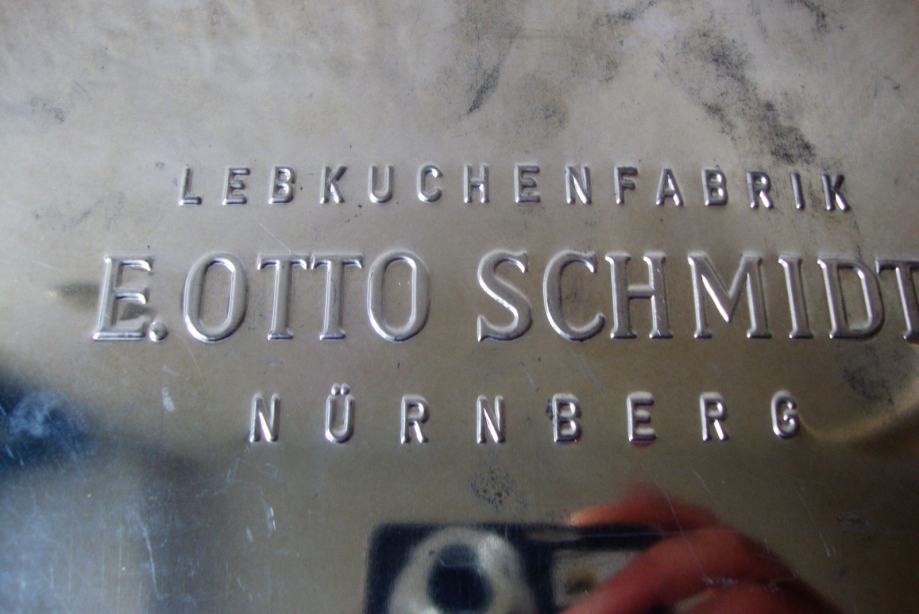 LEBKUCHENFABRIK
E. OTTO SCHMIDT
NÜRNBERG